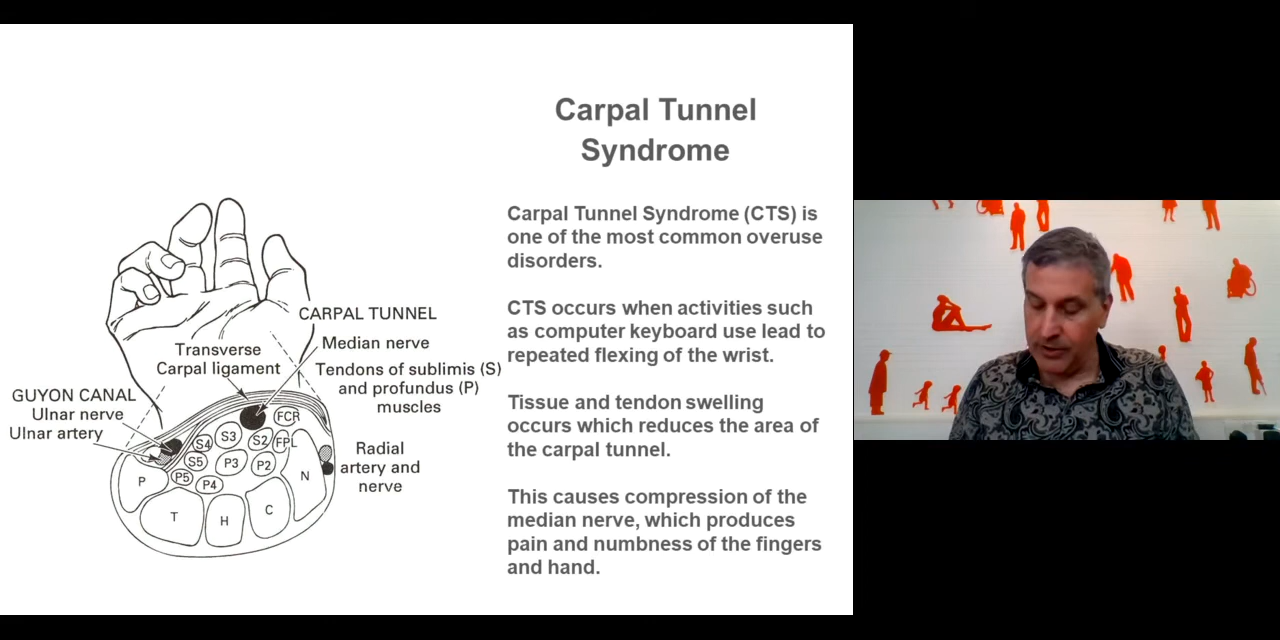 Carpal Tunnel
Syndrome
Carpal Tunnel Syndrome (CTS) is
one of the most common overuse
disorders.
CTS occurs when activities such
as computer keyboard use lead to
repeated flexing of the wrist.
Tissue and tendon swelling
occurs which reduces the area of
the carpal tunnel.
This causes compression of the
median nerve, which produces
pain and numbness of the fingers
and hand.
CARPAL TUNNEL
Median nerve
Transverse
Carpal ligament
Tendons of sublimis (S)
and profundus (P)
muscles
GUYON CANAL
Ulnar nerve
Ulnar artery
Radial
artery and
nerve
FCR
S3
S2
FPL
S4
S5
P3
P2
P5
P4
P
T
H
C
N